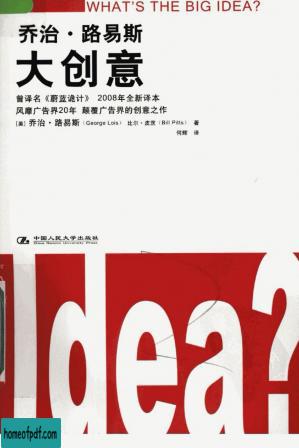 WHAT'S THE BIG IDEA?
乔治·路易斯
大创意
曾译名《蔚蓝诡计》 2008年全新译本
风靡广告界20年 颠覆广告界的创意之作
[美] 乔治·路易斯(George Lois) 比尔·皮茨(Bill Pitts) 著
何辉 译
中国人民大学出版社
China Renmin University Press
Idea?
homeofpdf.com